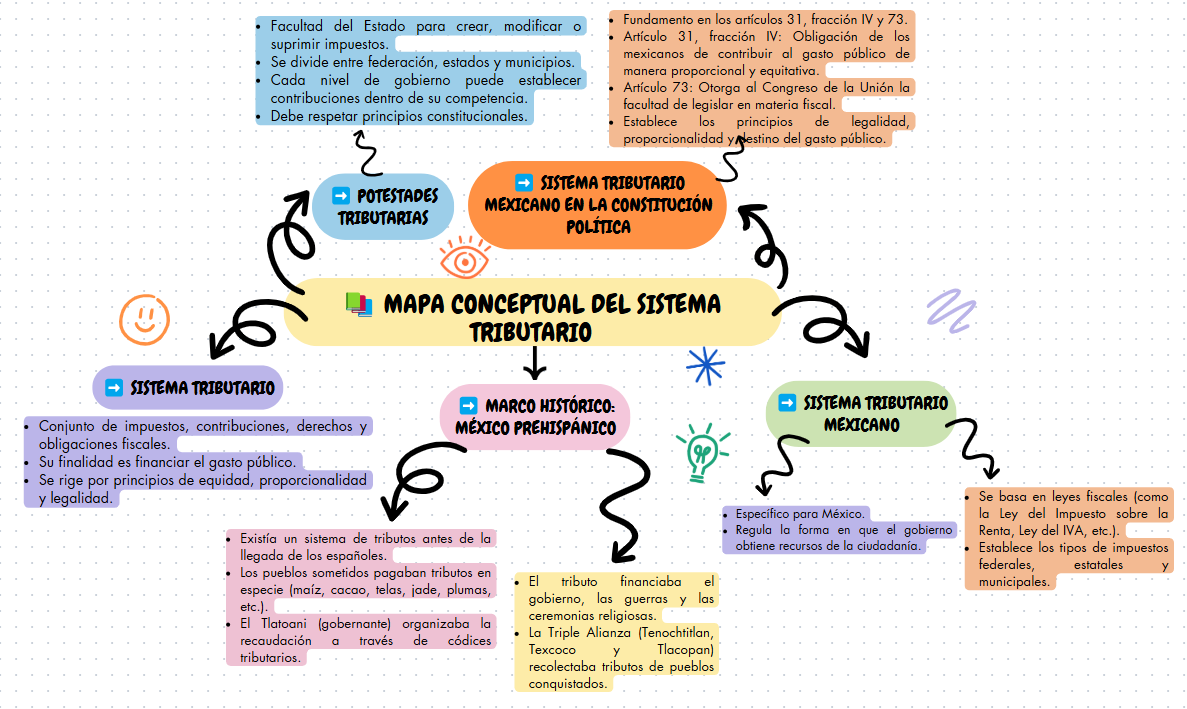 • Facultad del Estado para crear, modificar o
suprimir impuestos.
• Se divide entre federación, estados y municipios.
• Cada nivel de gobierno puede establecer
contribuciones dentro de su competencia.
• Debe respetar principios constitucionales.
• Fundamento en los artículos 31, fracción IV y 73.
• Artículo 31, fracción IV: Obligación de los
mexicanos de contribuir al gasto público de
manera proporcional y equitativa.
• Artículo 73: Otorga al Congreso de la Unión la
facultad de legislar en materia fiscal.
• Establece los principios de legalidad,
proporcionalidad y destino del gasto público.
➡️ POTESTADES
TRIBUTARIAS
➡️ SISTEMA TRIBUTARIO
MEXICANO EN LA CONSTITUCIÓN
POLÍTICA
📚 MAPA CONCEPTUAL DEL SISTEMA
TRIBUTARIO
➡️ SISTEMA TRIBUTARIO
• Conjunto de impuestos, contribuciones, derechos y
obligaciones fiscales.
• Su finalidad es financiar el gasto público.
• Se rige por principios de equidad, proporcionalidad
y legalidad.
➡️ MARCO HISTÓRICO:
MÉXICO PREHISPÁNICO
• Existía un sistema de tributos antes de la
llegada de los españoles.
• Los pueblos sometidos pagaban tributos en
especie (maíz, cacao, telas, jade, plumas,
etc.).
• El Tlatoani (gobernante) organizaba la
recaudación a través de códices
tributarios.
• El tributo financiaba el
gobierno, las guerras y las
ceremonias religiosas.
• La Triple Alianza (Tenochtitlan,
Texcoco y Tlacopan)
recolectaba tributos de pueblos
conquistados.
➡️ SISTEMA TRIBUTARIO
MEXICANO
• Específico para México.
• Regula la forma en que el gobierno
obtiene recursos de la ciudadanía.
• Se basa en leyes fiscales (como
la Ley del Impuesto sobre la
Renta, Ley del IVA, etc.).
• Establece los tipos de impuestos
federales, estatales y
municipales.